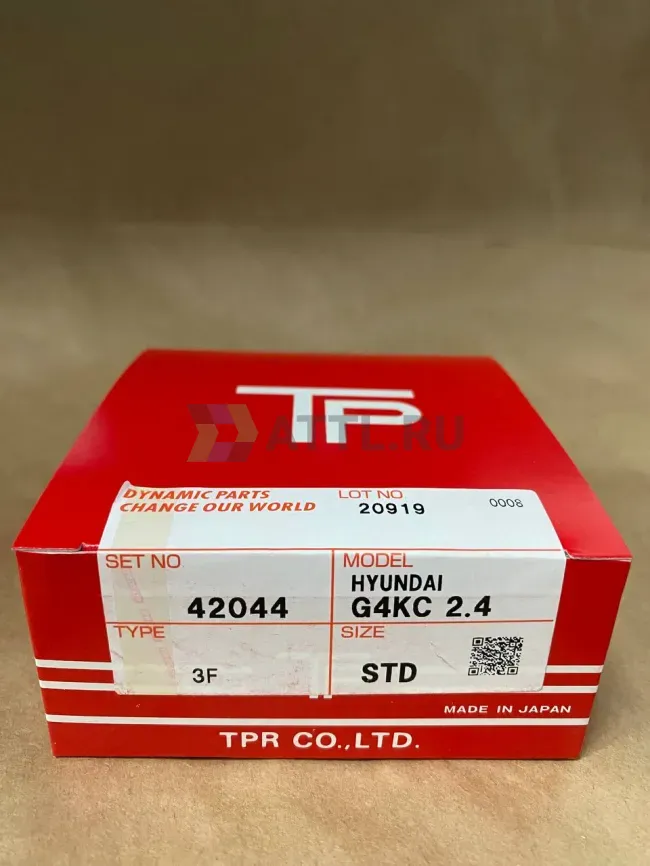 TP
ATTL.RU
DYNAMIC PARTS
CHANGE OUR WORLD
LOT NO
20919
0008
SET NO
42044
MODEL
HYUNDAI
G4KC 2.4
TYPE
3F
SIZE
STD
MADE IN JAPAN
TPR CO.,LTD.